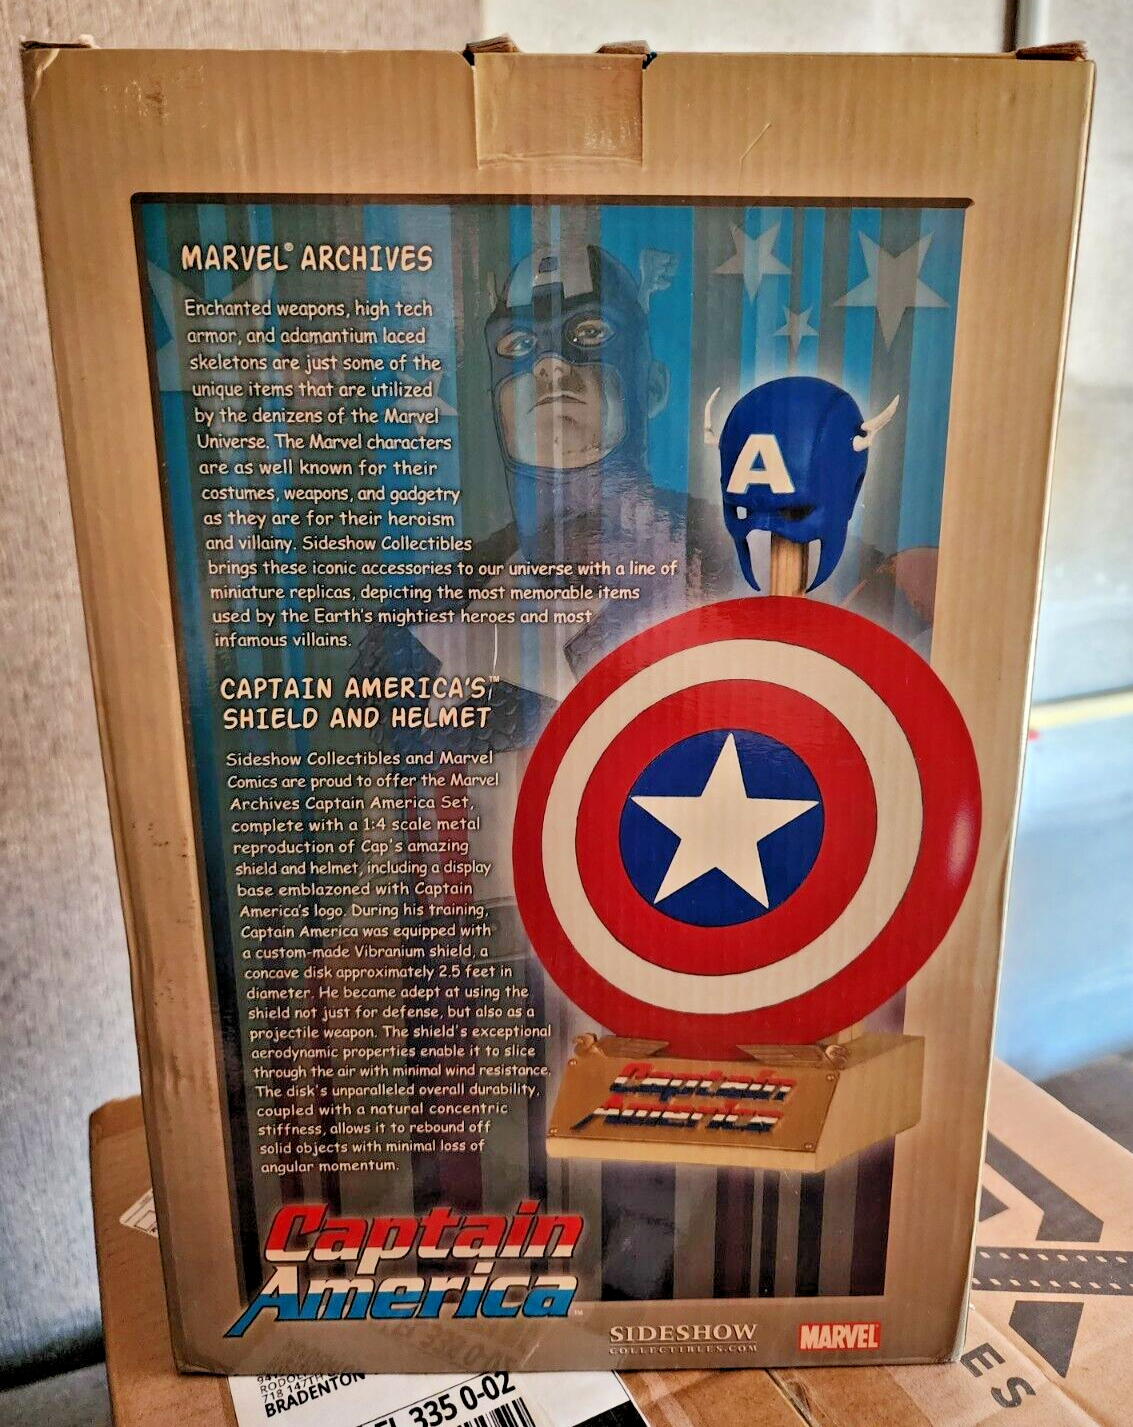 MARVEL® ARCHIVES
Enchanted weapons, high tech
armor, and adamantium laced
skeletons are just some of the
unique items that are utilized
by the denizens of the Marvel
Universe. The Marvel characters
are as well known for their
costumes, weapons, and gadgetry
as they are for their heroism
and villainy. Sideshow Collectibles
brings these iconic accessories to our universe with a line of
miniature replicas, depicting the most memorable items
used by the Earth's mightiest heroes and most
infamous villains.
A
CAPTAIN AMERICA'S™
SHIELD AND HELMET
Sideshow Collectibles and Marvel
Comics are proud to offer the Marvel
Archives Captain America Set,
complete with a 1:4 scale metal
reproduction of Cap's amazing
shield and helmet, including a display
base emblazoned with Captain
America's logo. During his training,
Captain America was equipped with
a custom-made Vibranium shield, a
concave disk approximately 2.5 feet in
diameter. He became adept at using the
shield not just for defense, but also as a
projectile weapon. The shield's exceptional
aerodynamic properties enable it to slice
through the air with minimal wind resistance.
The disk's unparalleled overall durability,
coupled with a natural concentric
stiffness, allows it to rebound off
solid objects with minimal loss of
angular momentum.
Captain
America
Captain
America™
SIDESHOW
COLLECTIBLES.COM
MARVEL
BRADENTON
FL 335 0-02
ES